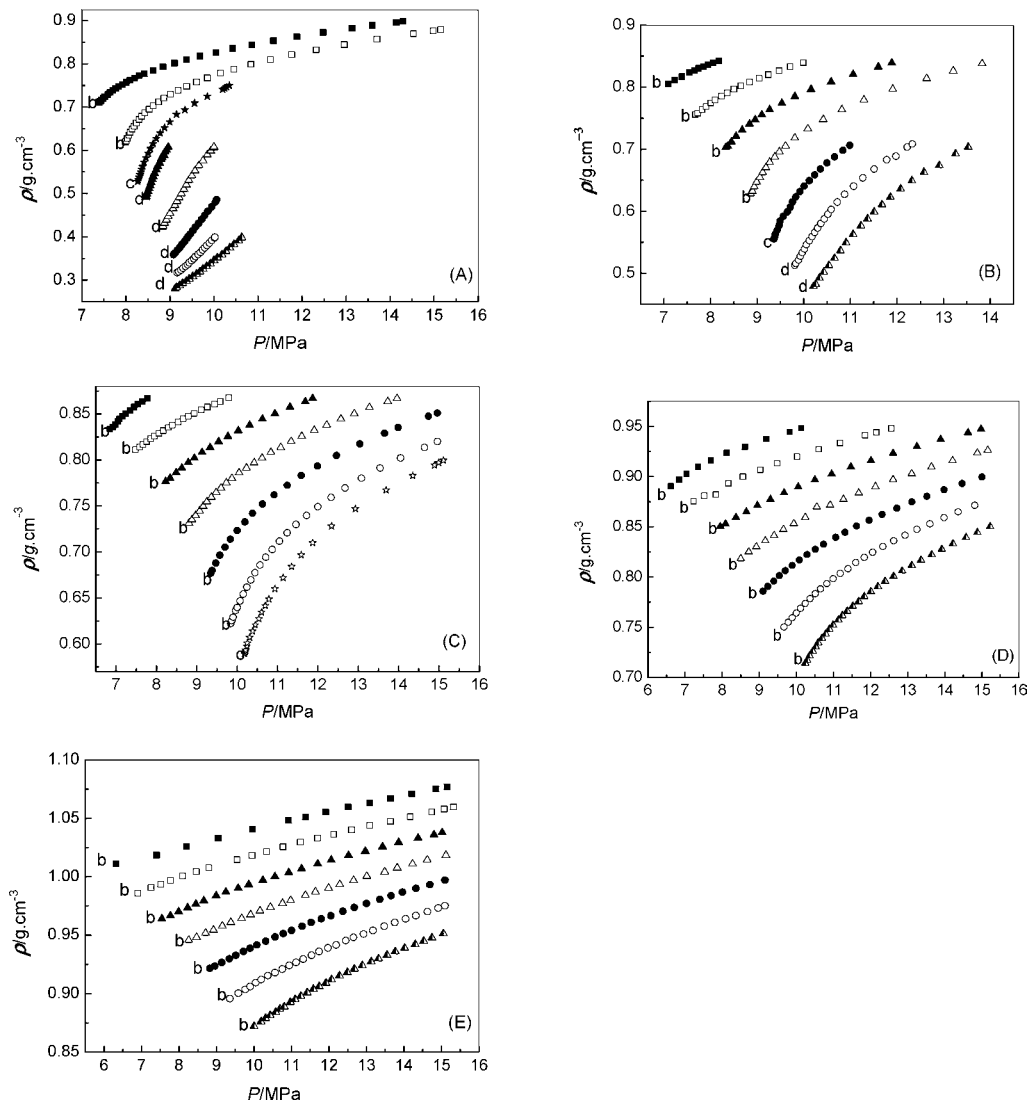 0.9
0.8
0.7
0.6
0.5
0.4
0.3
ρ/g.cm⁻³
b
b
c
c
d
d
d
d
(A)
7 8 9 10 11 12 13 14 15 16
P/MPa
0.9
0.8
0.7
0.6
0.5
ρ/g.cm⁻³
b
b
b
b
c
d
d
(B)
7 8 9 10 11 12 13 14
P/MPa
0.85
0.80
0.75
0.70
0.65
0.60
ρ/g.cm⁻³
b
b
b
b
b
b
c
(C)
7 8 9 10 11 12 13 14 15 16
P/MPa
0.95
0.90
0.85
0.80
0.75
0.70
ρ/g.cm⁻³
b
b
b
b
b
b
b
(D)
6 7 8 9 10 11 12 13 14 15 16
P/MPa
1.10
1.05
1.00
0.95
0.90
0.85
ρ/g.cm⁻³
b
b
b
b
b
b
b
(E)
6 7 8 9 10 11 12 13 14 15 16
P/MPa